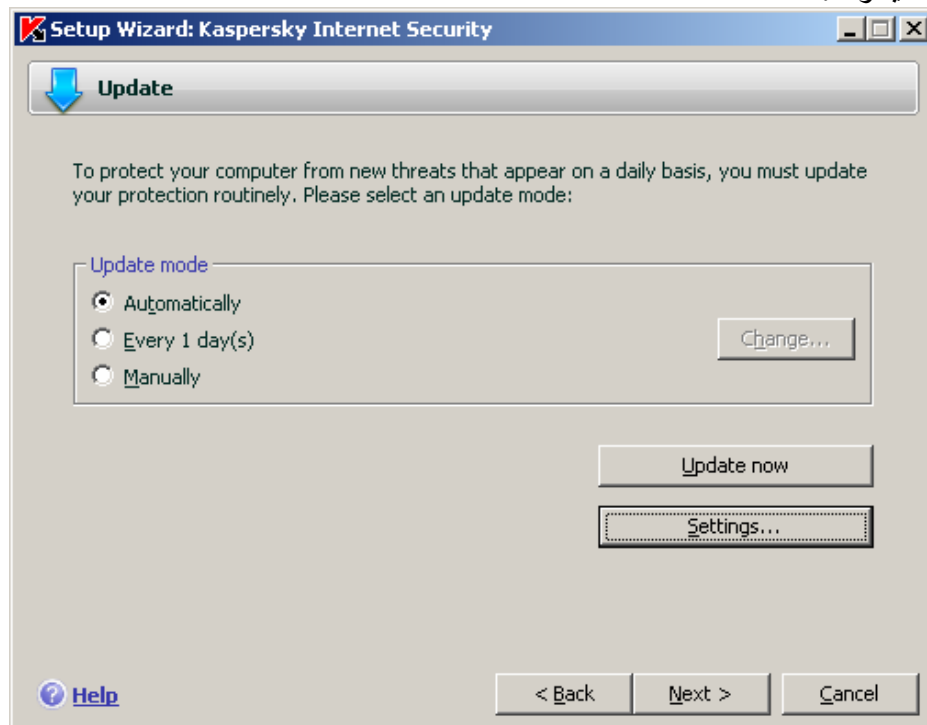 Setup Wizard: Kaspersky Internet Security
Update
To protect your computer from new threats that appear on a daily basis, you must update
your protection routinely. Please select an update mode:
Update mode
Automatically
Every 1 day(s)
Change...
Manually
Update now
Settings...
Help
< Back
Next >
Cancel